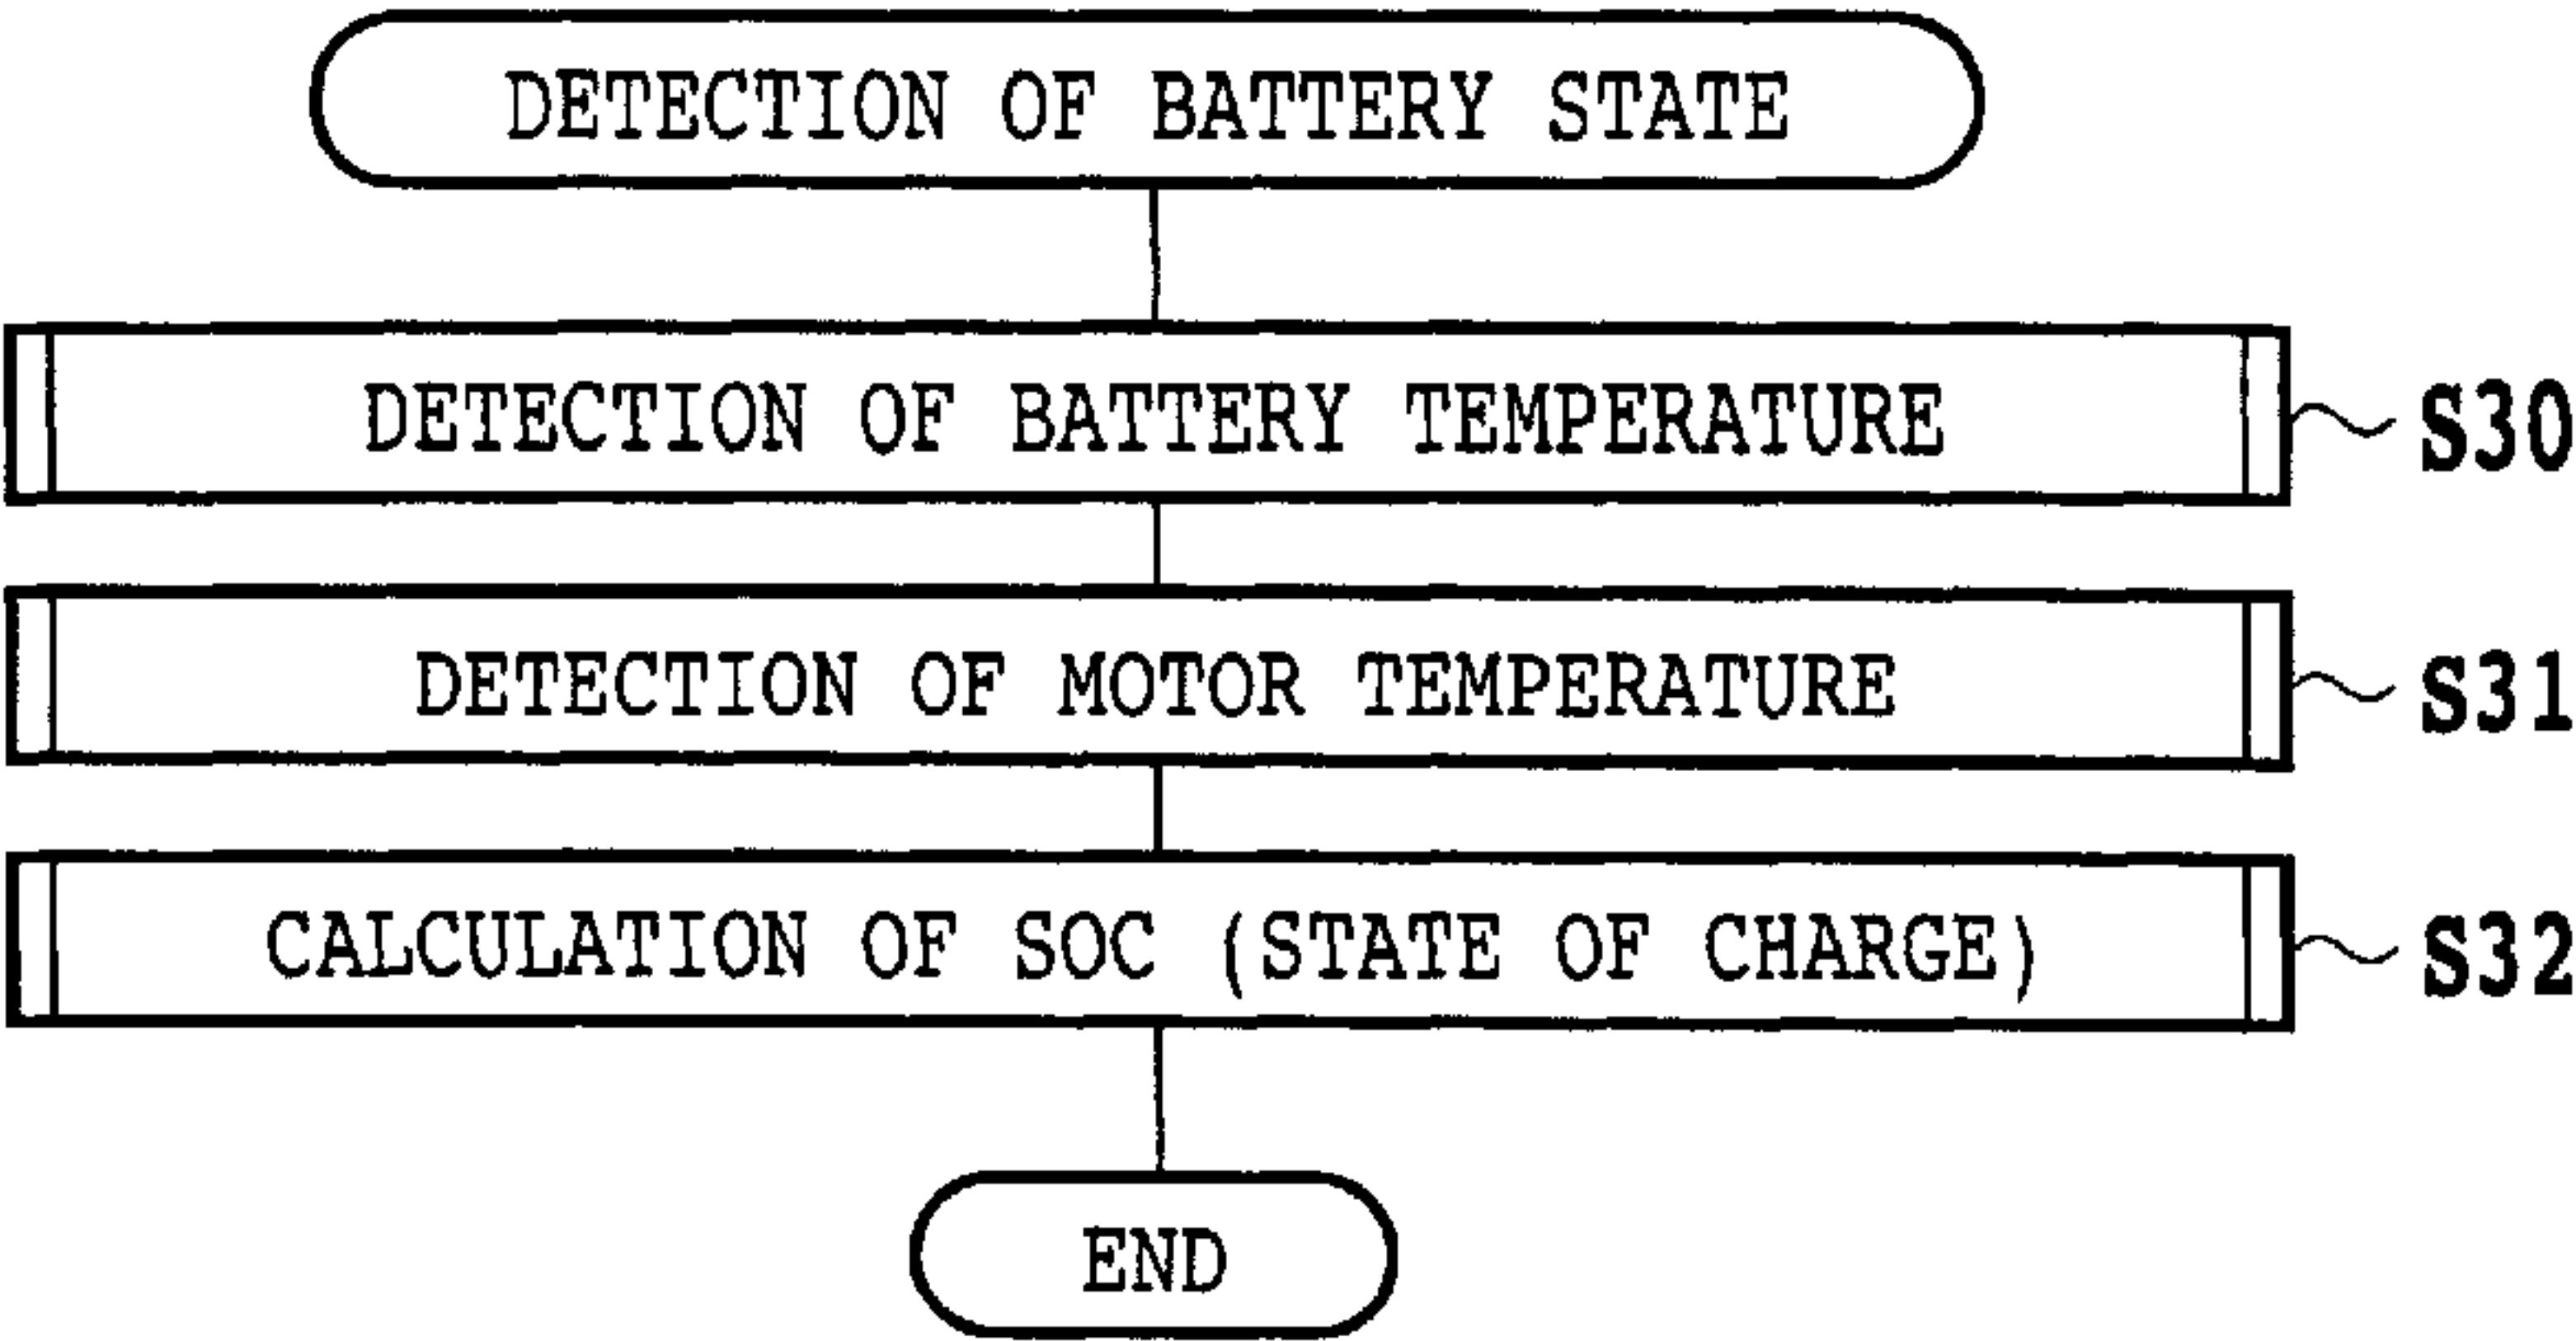 DETECTION OF BATTERY STATE
DETECTION OF BATTERY TEMPERATURE S30
DETECTION OF MOTOR TEMPERATURE S31
CALCULATION OF SOC (STATE OF CHARGE) S32
END